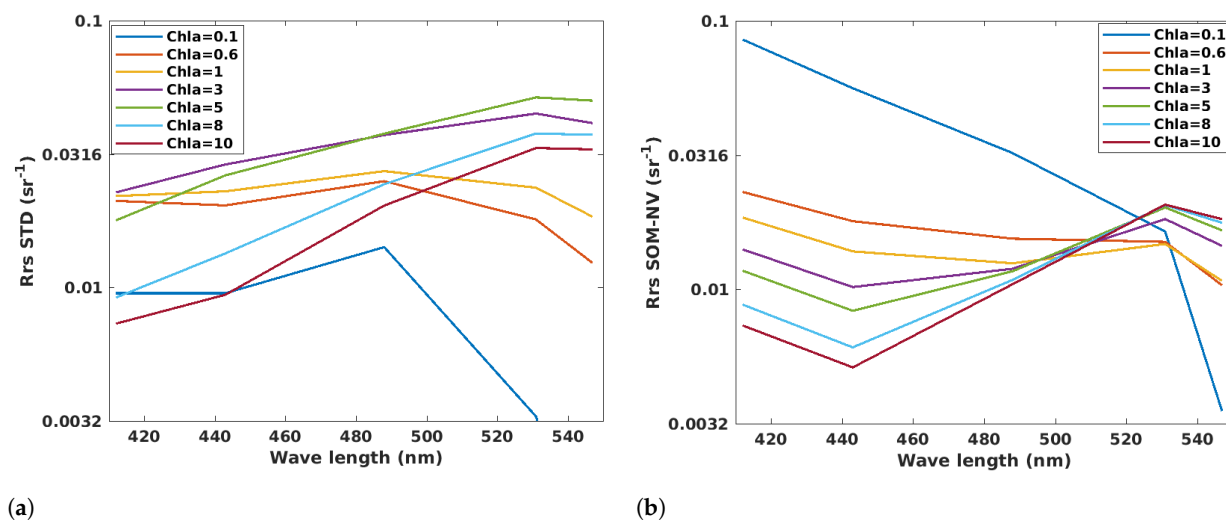 0.1
0.0316
0.01
0.0032
Rrs STD (sr-1)
Chla=0.1
Chla=0.6
Chla=1
Chla=3
Chla=5
Chla=8
Chla=10
420 440 460 480 500 520 540
Wave length (nm)
(a)
0.1
0.0316
0.01
0.0032
Rrs SOM-NV (sr-1)
Chla=0.1
Chla=0.6
Chla=1
Chla=3
Chla=5
Chla=8
Chla=10
420 440 460 480 500 520 540
Wave length (nm)
(b)